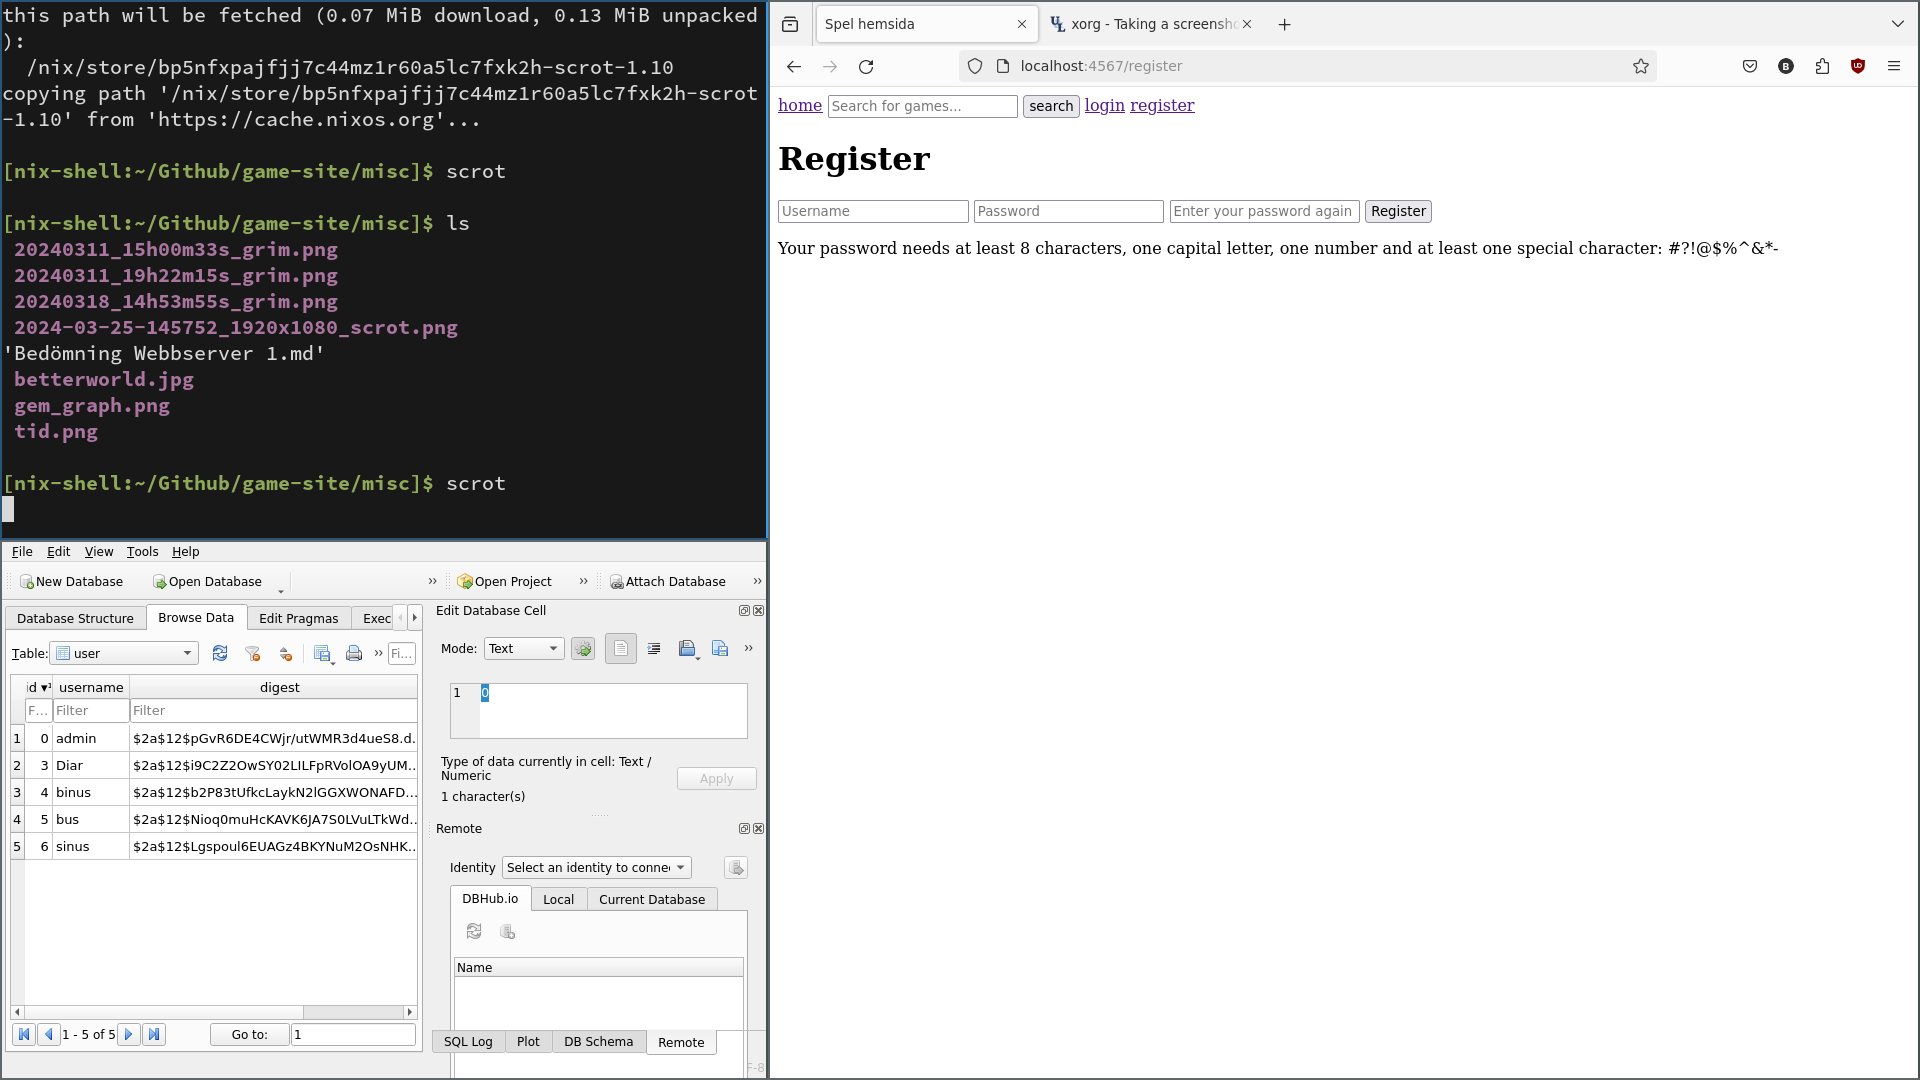 this path will be fetched (0.07 MiB download, 0.13 MiB unpacked
):
/nix/store/bp5nfxpajfjj7c44mz1r60a5lc7fxk2h-scrot-1.10
copying path '/nix/store/bp5nfxpajfjj7c44mz1r60a5lc7fxk2h-scrot
-1.10' from 'https://cache.nixos.org'...
[nix-shell:~/Github/game-site/misc]$ scrot
[nix-shell:~/Github/game-site/misc]$ ls
20240311_15h00m33s_grim.png
20240311_19h22m15s_grim.png
20240318_14h53m55s_grim.png
2024-03-25-145752_1920x1080_scrot.png
'Bedömning Webbserver 1.md'
betterworld.jpg
gem_graph.png
tid.png
[nix-shell:~/Github/game-site/misc]$ scrot
File Edit View Tools Help
New Database Open Database » Open Project » Attach Database »
Database Structure Browse Data Edit Pragmas Exec
Table: user » Fi...
id username digest
F... Filter Filter
1 0 admin $2a$12$pGvR6DE4CWjr/utWMR3d4ueS8.d...
2 3 Diar $2a$12$i9C2Z2OwSY02LILFpRVolOA9yUM...
3 4 binus $2a$12$b2P83tUfkcLaykN2lGGXWONAFD...
4 5 bus $2a$12$Nioq0muHcKAVK6JA7S0LVuLTkWd...
5 6 sinus $2a$12$Lgspoul6EUAGz4BKYNuM2OsNHK...
1 - 5 of 5 Go to: 1
Edit Database Cell
Mode: Text »
1 0
Type of data currently in cell: Text /
Numeric
1 character(s)
Apply
Remote
Identity Select an identity to conne
DBHub.io Local Current Database
Name
SQL Log Plot DB Schema Remote
Spel hemsida
xorg - Taking a screensh
localhost:4567/register
home Search for games... search login register
Register
Username Password Enter your password again Register
Your password needs at least 8 characters, one capital letter, one number and at least one special character: #?!@$%^&*-